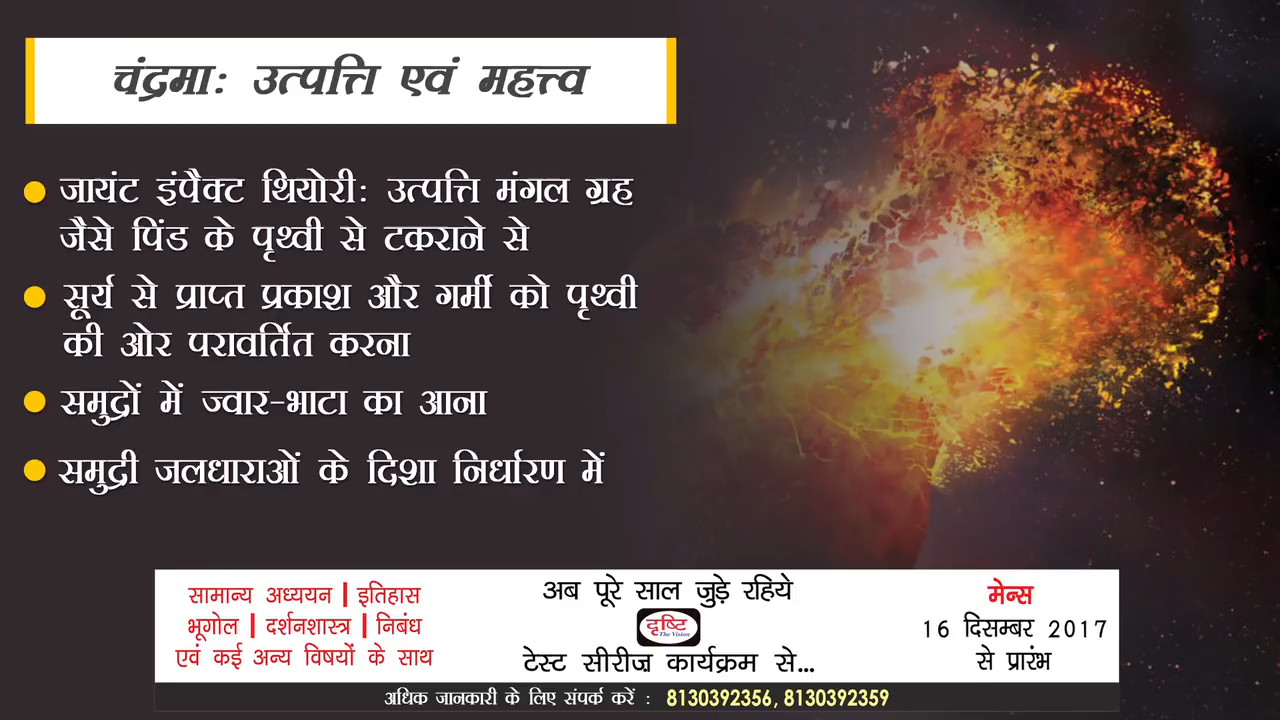 चंद्रमाः उत्पत्ति एवं महत्त्व
जायंट इंपैक्ट थियोरीः उत्पत्ति मंगल ग्रह
जैसे पिंड के पृथ्वी से टकराने से
सूर्य से प्राप्त प्रकाश और गर्मी को पृथ्वी
की ओर परावर्तित करना
समुद्रों में ज्वार-भाटा का आना
समुद्री जलधाराओं के दिशा निर्धारण में
सामान्य अध्ययन | इतिहास
भूगोल | दर्शनशास्त्र | निबंध
एवं कई अन्य विषयों के साथ
अब पूरे साल जुड़े रहिये
दृष्टि
The Vision
टेस्ट सीरीज़ कार्यक्रम से...
मेन्स
16 दिसम्बर 2017
से प्रारंभ
अधिक जानकारी के लिए संपर्क करें : 8130392356, 8130392359